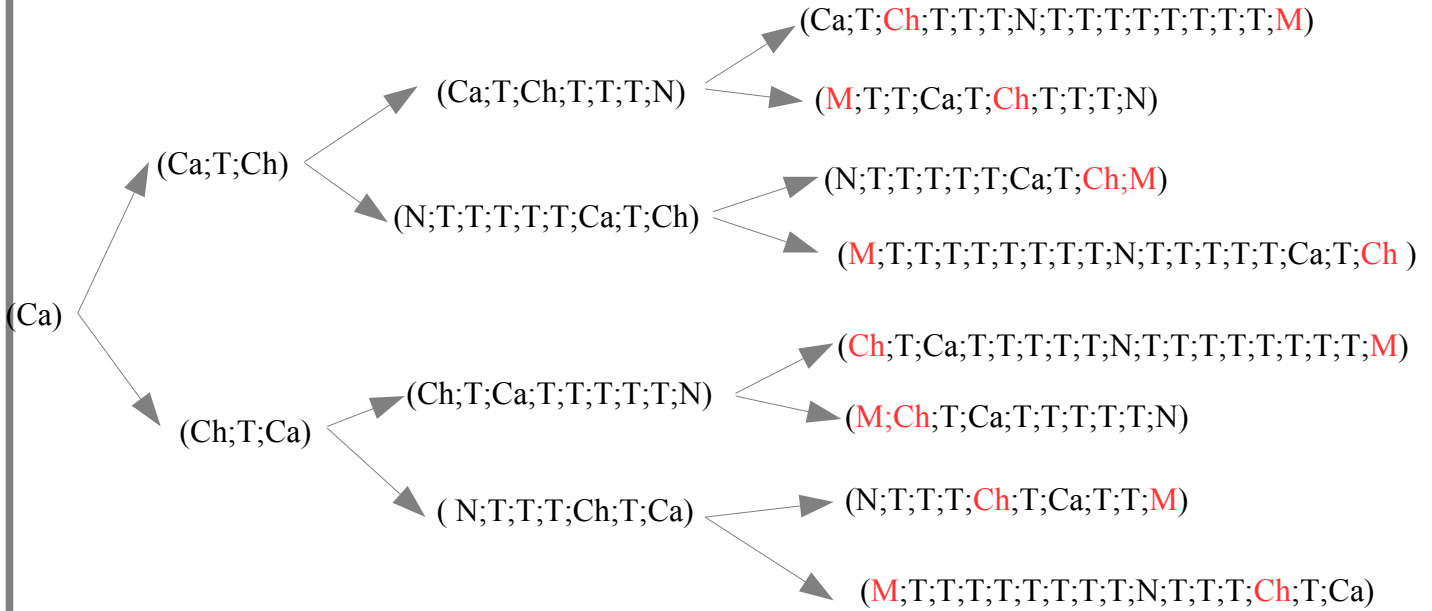 (Ca;T;Ch;T;T;T;N;T;T;T;T;T;T;T;T;M)
(Ca;T;Ch;T;T;T;N)
(M;T;T;Ca;T;Ch;T;T;T;N)
(Ca;T;Ch)
(N;T;T;T;T;T;Ca;T;Ch;M)
(N;T;T;T;T;T;Ca;T;Ch)
(M;T;T;T;T;T;T;T;T;N;T;T;T;T;T;Ca;T;Ch )
(Ca)
(Ch;T;Ca;T;T;T;T;T;N;T;T;T;T;T;T;T;T;M)
(Ch;T;Ca;T;T;T;T;T;N)
(M;Ch;T;Ca;T;T;T;T;T;N)
(Ch;T;Ca)
(N;T;T;T;Ch;T;Ca;T;T;M)
( N;T;T;T;Ch;T;Ca)
(M;T;T;T;T;T;T;T;T;N;T;T;T;Ch;T;Ca)